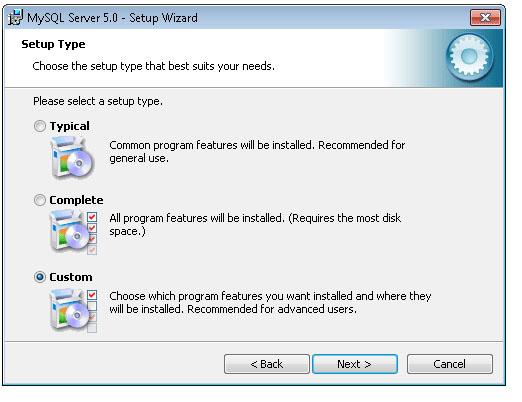 MySQL Server 5.0 - Setup Wizard
Setup Type
Choose the setup type that best suits your needs.
Please select a setup type.
Typical
Common program features will be installed. Recommended for
general use.
Complete
All program features will be installed. (Requires the most disk
space.)
Custom
Choose which program features you want installed and where they
will be installed. Recommended for advanced users.
< Back
Next >
Cancel